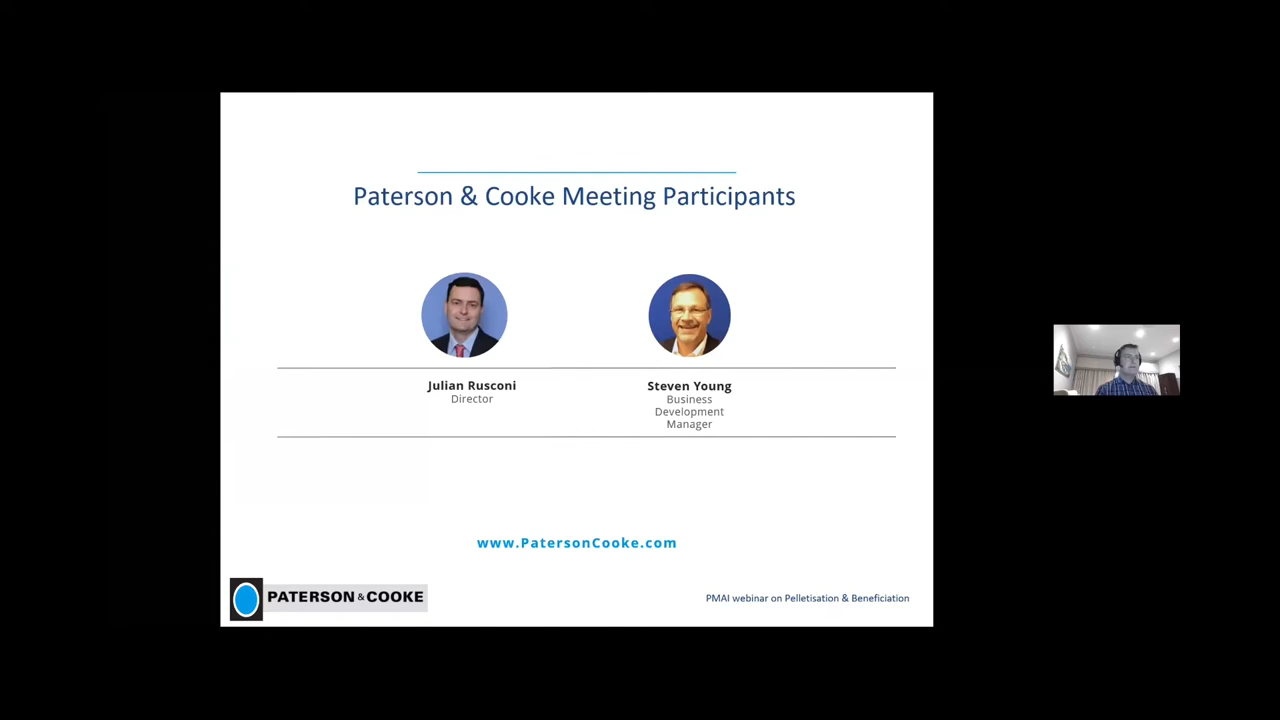 Paterson & Cooke Meeting Participants
Julian Rusconi
Director
Steven Young
Business
Development
Manager
www.PatersonCooke.com
PATERSON & COOKE
PMAI webinar on Pelletisation & Beneficiation